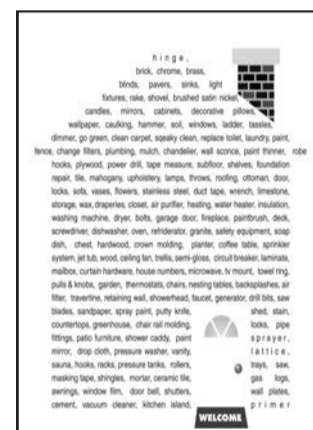 hinge,
brick, chrome, brass,
blinds, pavers, sinks, light
fixtures, rake, shovel, brushed satin nickel,
candles, mirrors, cabinets, decorative pillows,
wallpaper, caulking, hammer, soil, windows, ladder, tassles,
dimmer, go green, clean carpet, sqeaky clean, replace toilet, laundry, paint,
fence, change filters, plumbing, mulch, chandelier, wall sconce, paint thinner, robe
hooks, plywood, power drill, tape measure, subfloor, shelves, foundation
repair, tile, mahogany, upholstery, lamps, throws, roofing, ottoman, door,
locks, sofa, vases, flowers, stainless steel, duct tape, wrench, limestone,
storage, wax, draperies, closet, air purifier, heating, water heater, insulation,
washing machine, dryer, bolts, garage door, fireplace, paintbrush, deck,
screwdriver, dishwasher, oven, refriderator, granite, safety equipment, soap
dish, chest, hardwood, crown molding, planter, coffee table, sprinkler
system, jet tub, wood, ceiling fan, trellis, semi-gloss, circuit breaker, laminate,
mailbox, curtain hardware, house numbers, microwave, tv mount, towel ring,
pulls & knobs, garden, thermostats, chairs, nesting tables, backsplashes, air
filter, travertine, retaining wall, showerhead, faucet, generator, drill bits, saw
blades, sandpaper, spray paint, putty knife, shed, stain,
countertops, greenhouse, chair rail molding, locks, pipe
fittings, patio furniture, shower caddy, paint sprayer,
mirror, drop cloth, pressure washer, vanity, lattice,
sauna, hooks, racks, pressure tanks, rollers, trays, saw,
masking tape, shingles, mortar, ceramic tile, gas logs,
awnings, window film, door bell, shutters, wall plates,
cement, vacuum cleaner, kitchen island, primer
WELCOME